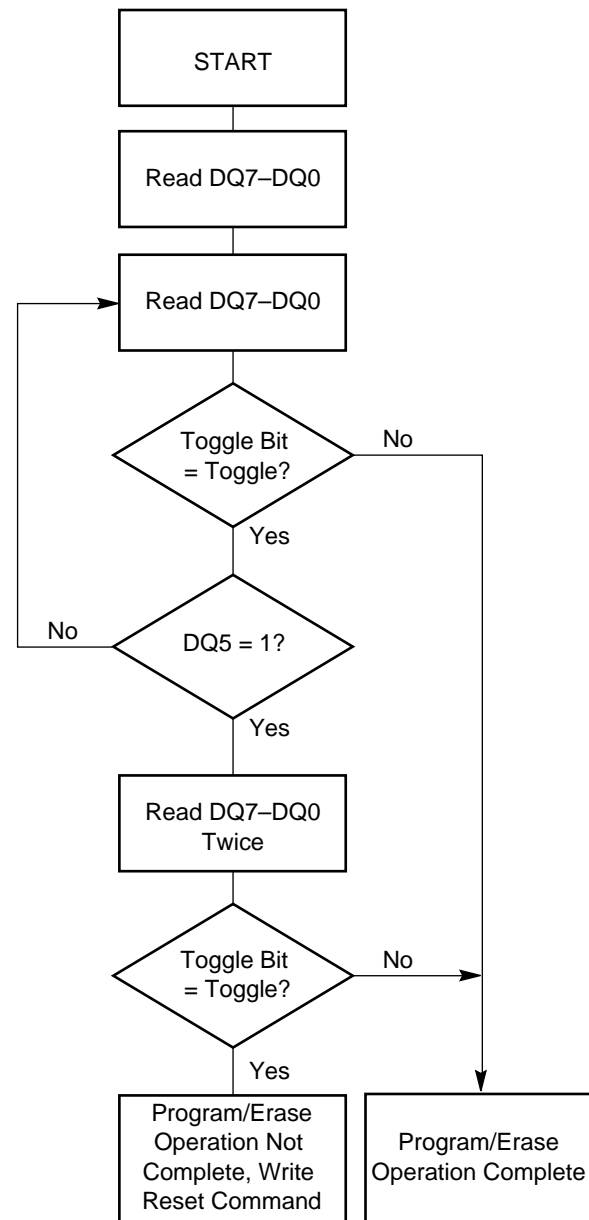 START
Read DQ7–DQ0
Read DQ7–DQ0
Toggle Bit
= Toggle?
No
Yes
No
DQ5 = 1?
Yes
Read DQ7–DQ0
Twice
Toggle Bit
= Toggle?
No
Yes
Program/Erase
Operation Not
Complete, Write
Reset Command
Program/Erase
Operation Complete